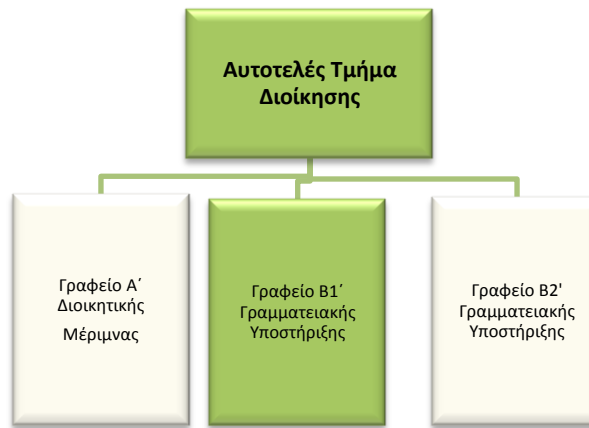 Αυτοτελές Τμήμα
Διοίκησης
Γραφείο Α΄
Διοικητικής
Μέριμνας
Γραφείο Β1΄
Γραμματειακής
Υποστήριξης
Γραφείο Β2'
Γραμματειακής
Υποστήριξης